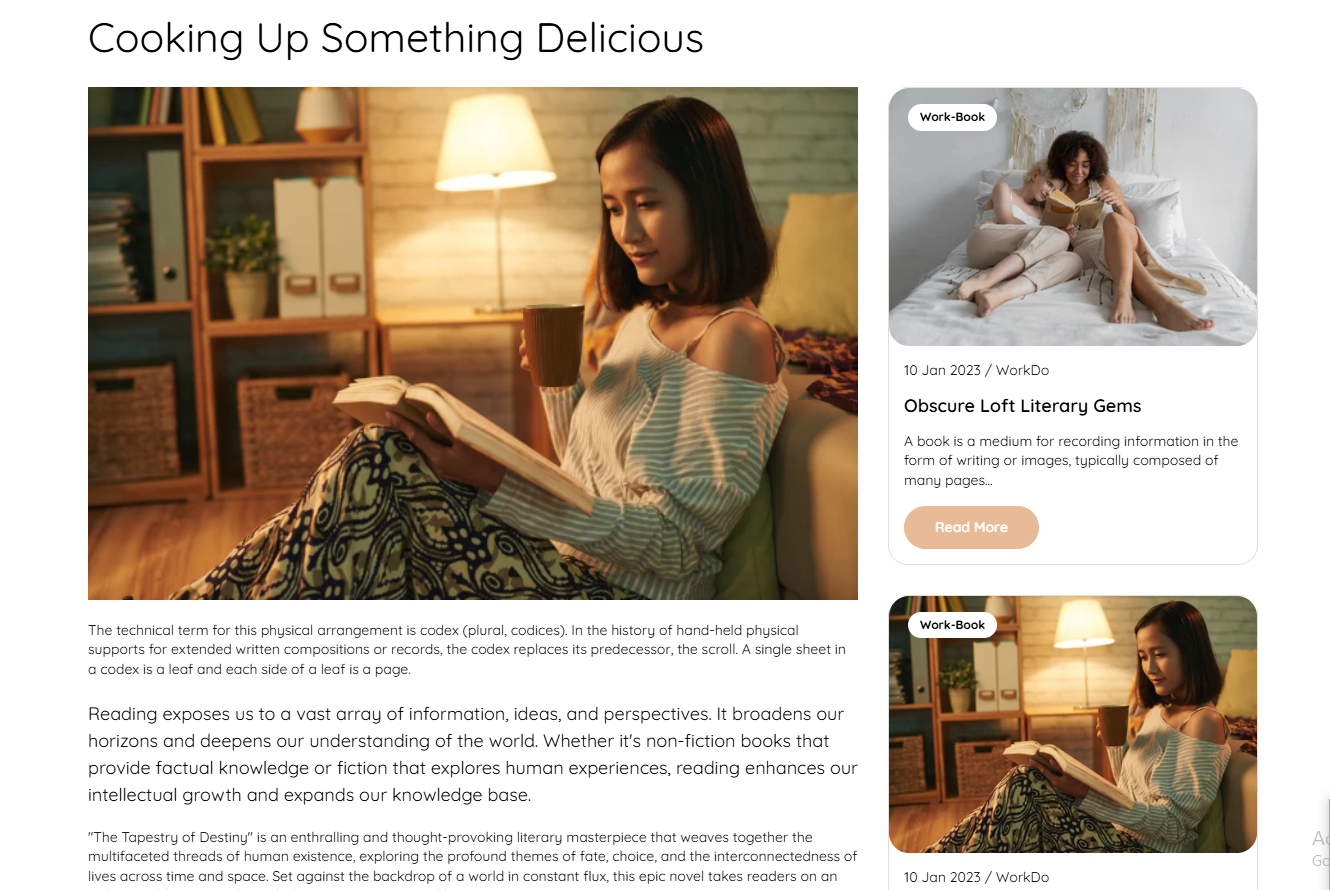 Cooking Up Something Delicious
The technical term for this physical arrangement is codex (plural, codices). In the history of hand-held physical
supports for extended written compositions or records, the codex replaces its predecessor, the scroll. A single sheet in
a codex is a leaf and each side of a leaf is a page.
Reading exposes us to a vast array of information, ideas, and perspectives. It broadens our
horizons and deepens our understanding of the world. Whether it's non-fiction books that
provide factual knowledge or fiction that explores human experiences, reading enhances our
intellectual growth and expands our knowledge base.
"The Tapestry of Destiny" is an enthralling and thought-provoking literary masterpiece that weaves together the
multifaceted threads of human existence, exploring the profound themes of fate, choice, and the interconnectedness of
lives across time and space. Set against the backdrop of a world in constant flux, this epic novel takes readers on an
Work-Book
10 Jan 2023 / WorkDo
Obscure Loft Literary Gems
A book is a medium for recording information in the
form of writing or images, typically composed of
many pages...
Read More
Work-Book
10 Jan 2023 / WorkDo